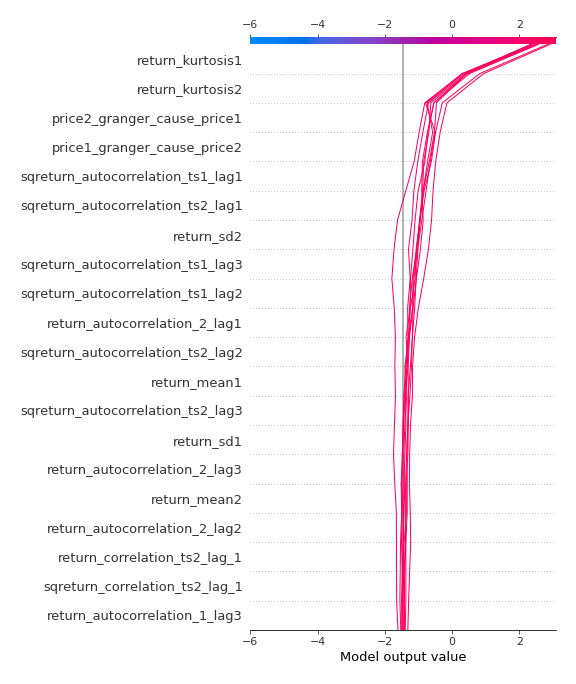 −6 −4 −2 0 2
return_kurtosis1
return_kurtosis2
price2_granger_cause_price1
price1_granger_cause_price2
sqreturn_autocorrelation_ts1_lag1
sqreturn_autocorrelation_ts2_lag1
return_sd2
sqreturn_autocorrelation_ts1_lag3
sqreturn_autocorrelation_ts1_lag2
return_autocorrelation_2_lag1
sqreturn_autocorrelation_ts2_lag2
return_mean1
sqreturn_autocorrelation_ts2_lag3
return_sd1
return_autocorrelation_2_lag3
return_mean2
return_autocorrelation_2_lag2
return_correlation_ts2_lag_1
sqreturn_correlation_ts2_lag_1
return_autocorrelation_1_lag3
−6 −4 −2 0 2
Model output value